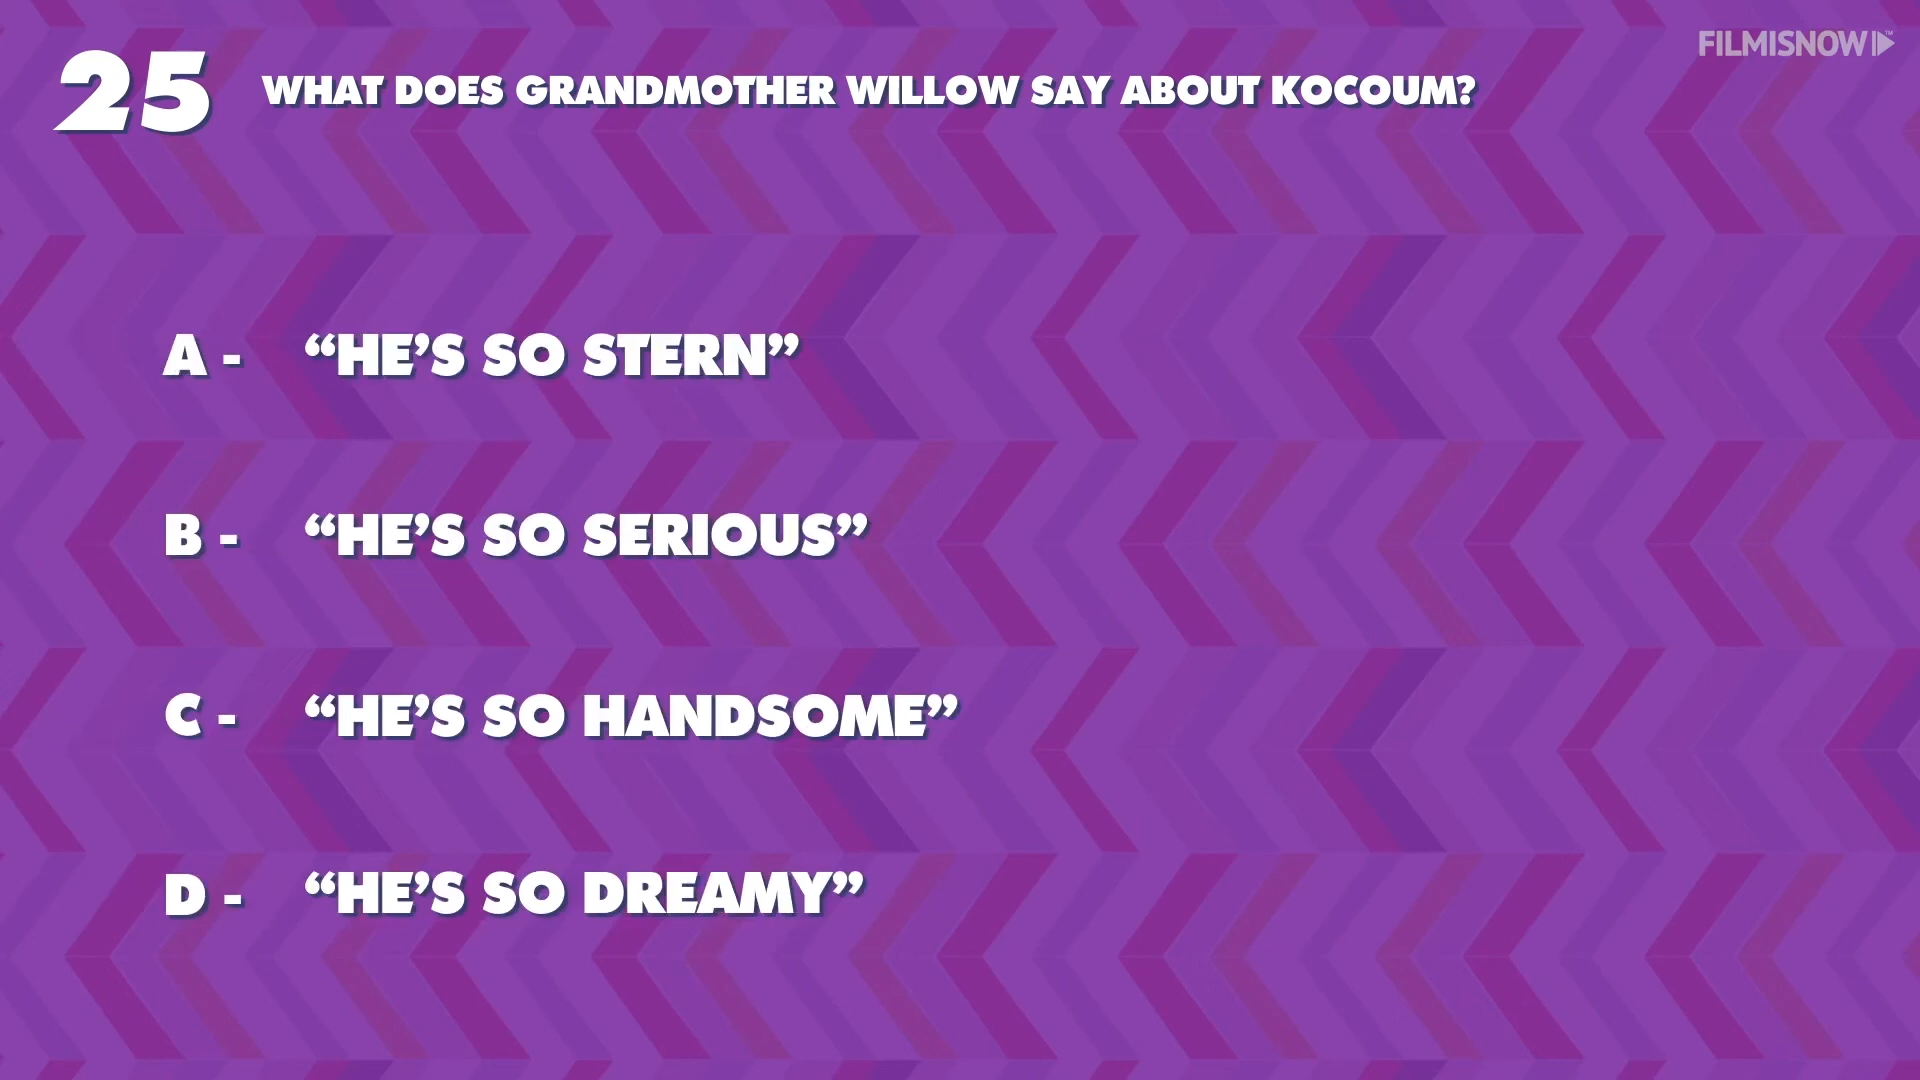 FILMISNOW
25 WHAT DOES GRANDMOTHER WILLOW SAY ABOUT KOCOUM?
A - “HE’S SO STERN”
B - “HE’S SO SERIOUS”
C - “HE’S SO HANDSOME”
D - “HE’S SO DREAMY”